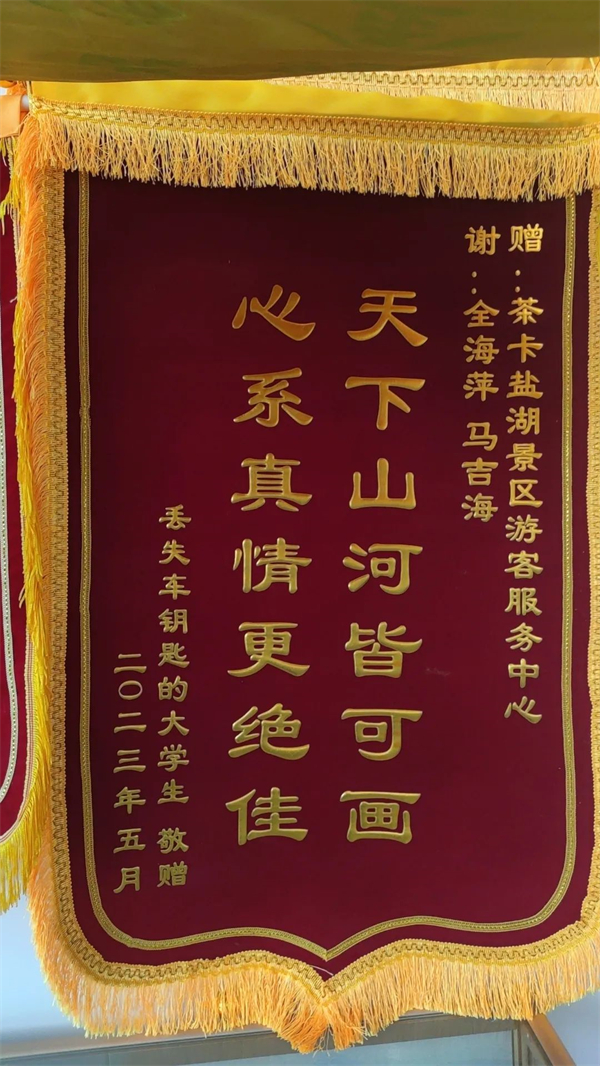 赠：茶卡盐湖景区游客服务中心
谢：全海萍 马吉海
天下山河皆可画
心系真情更绝佳
丢失车钥匙的大学生 敬赠
二〇二三年五月